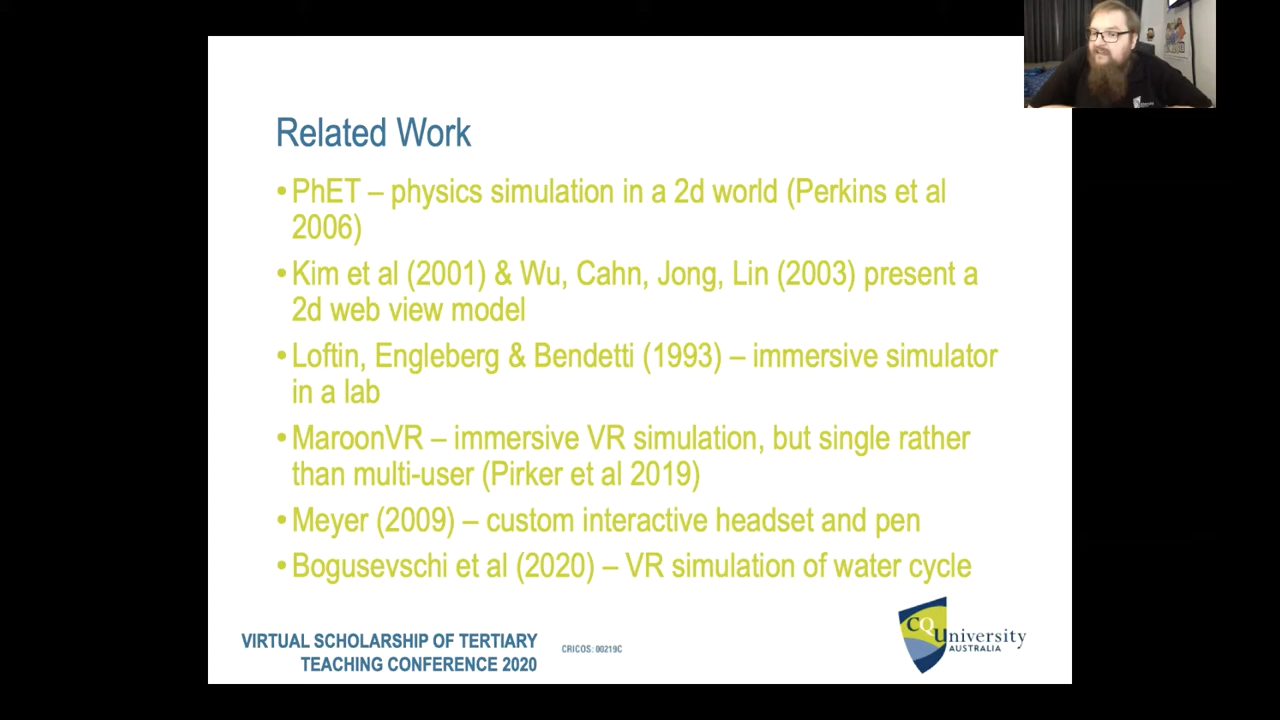 Related Work
•PhET – physics simulation in a 2d world (Perkins et al
2006)
•Kim et al (2001) & Wu, Cahn, Jong, Lin (2003) present a
2d web view model
•Loftin, Engleberg & Bendetti (1993) – immersive simulator
in a lab
•MaroonVR – immersive VR simulation, but single rather
than multi-user (Pirker et al 2019)
•Meyer (2009) – custom interactive headset and pen
•Bogusevschi et al (2020) – VR simulation of water cycle
VIRTUAL SCHOLARSHIP OF TERTIARY
TEACHING CONFERENCE 2020
CRICOS: 00219C
CQUniversity
AUSTRALIA